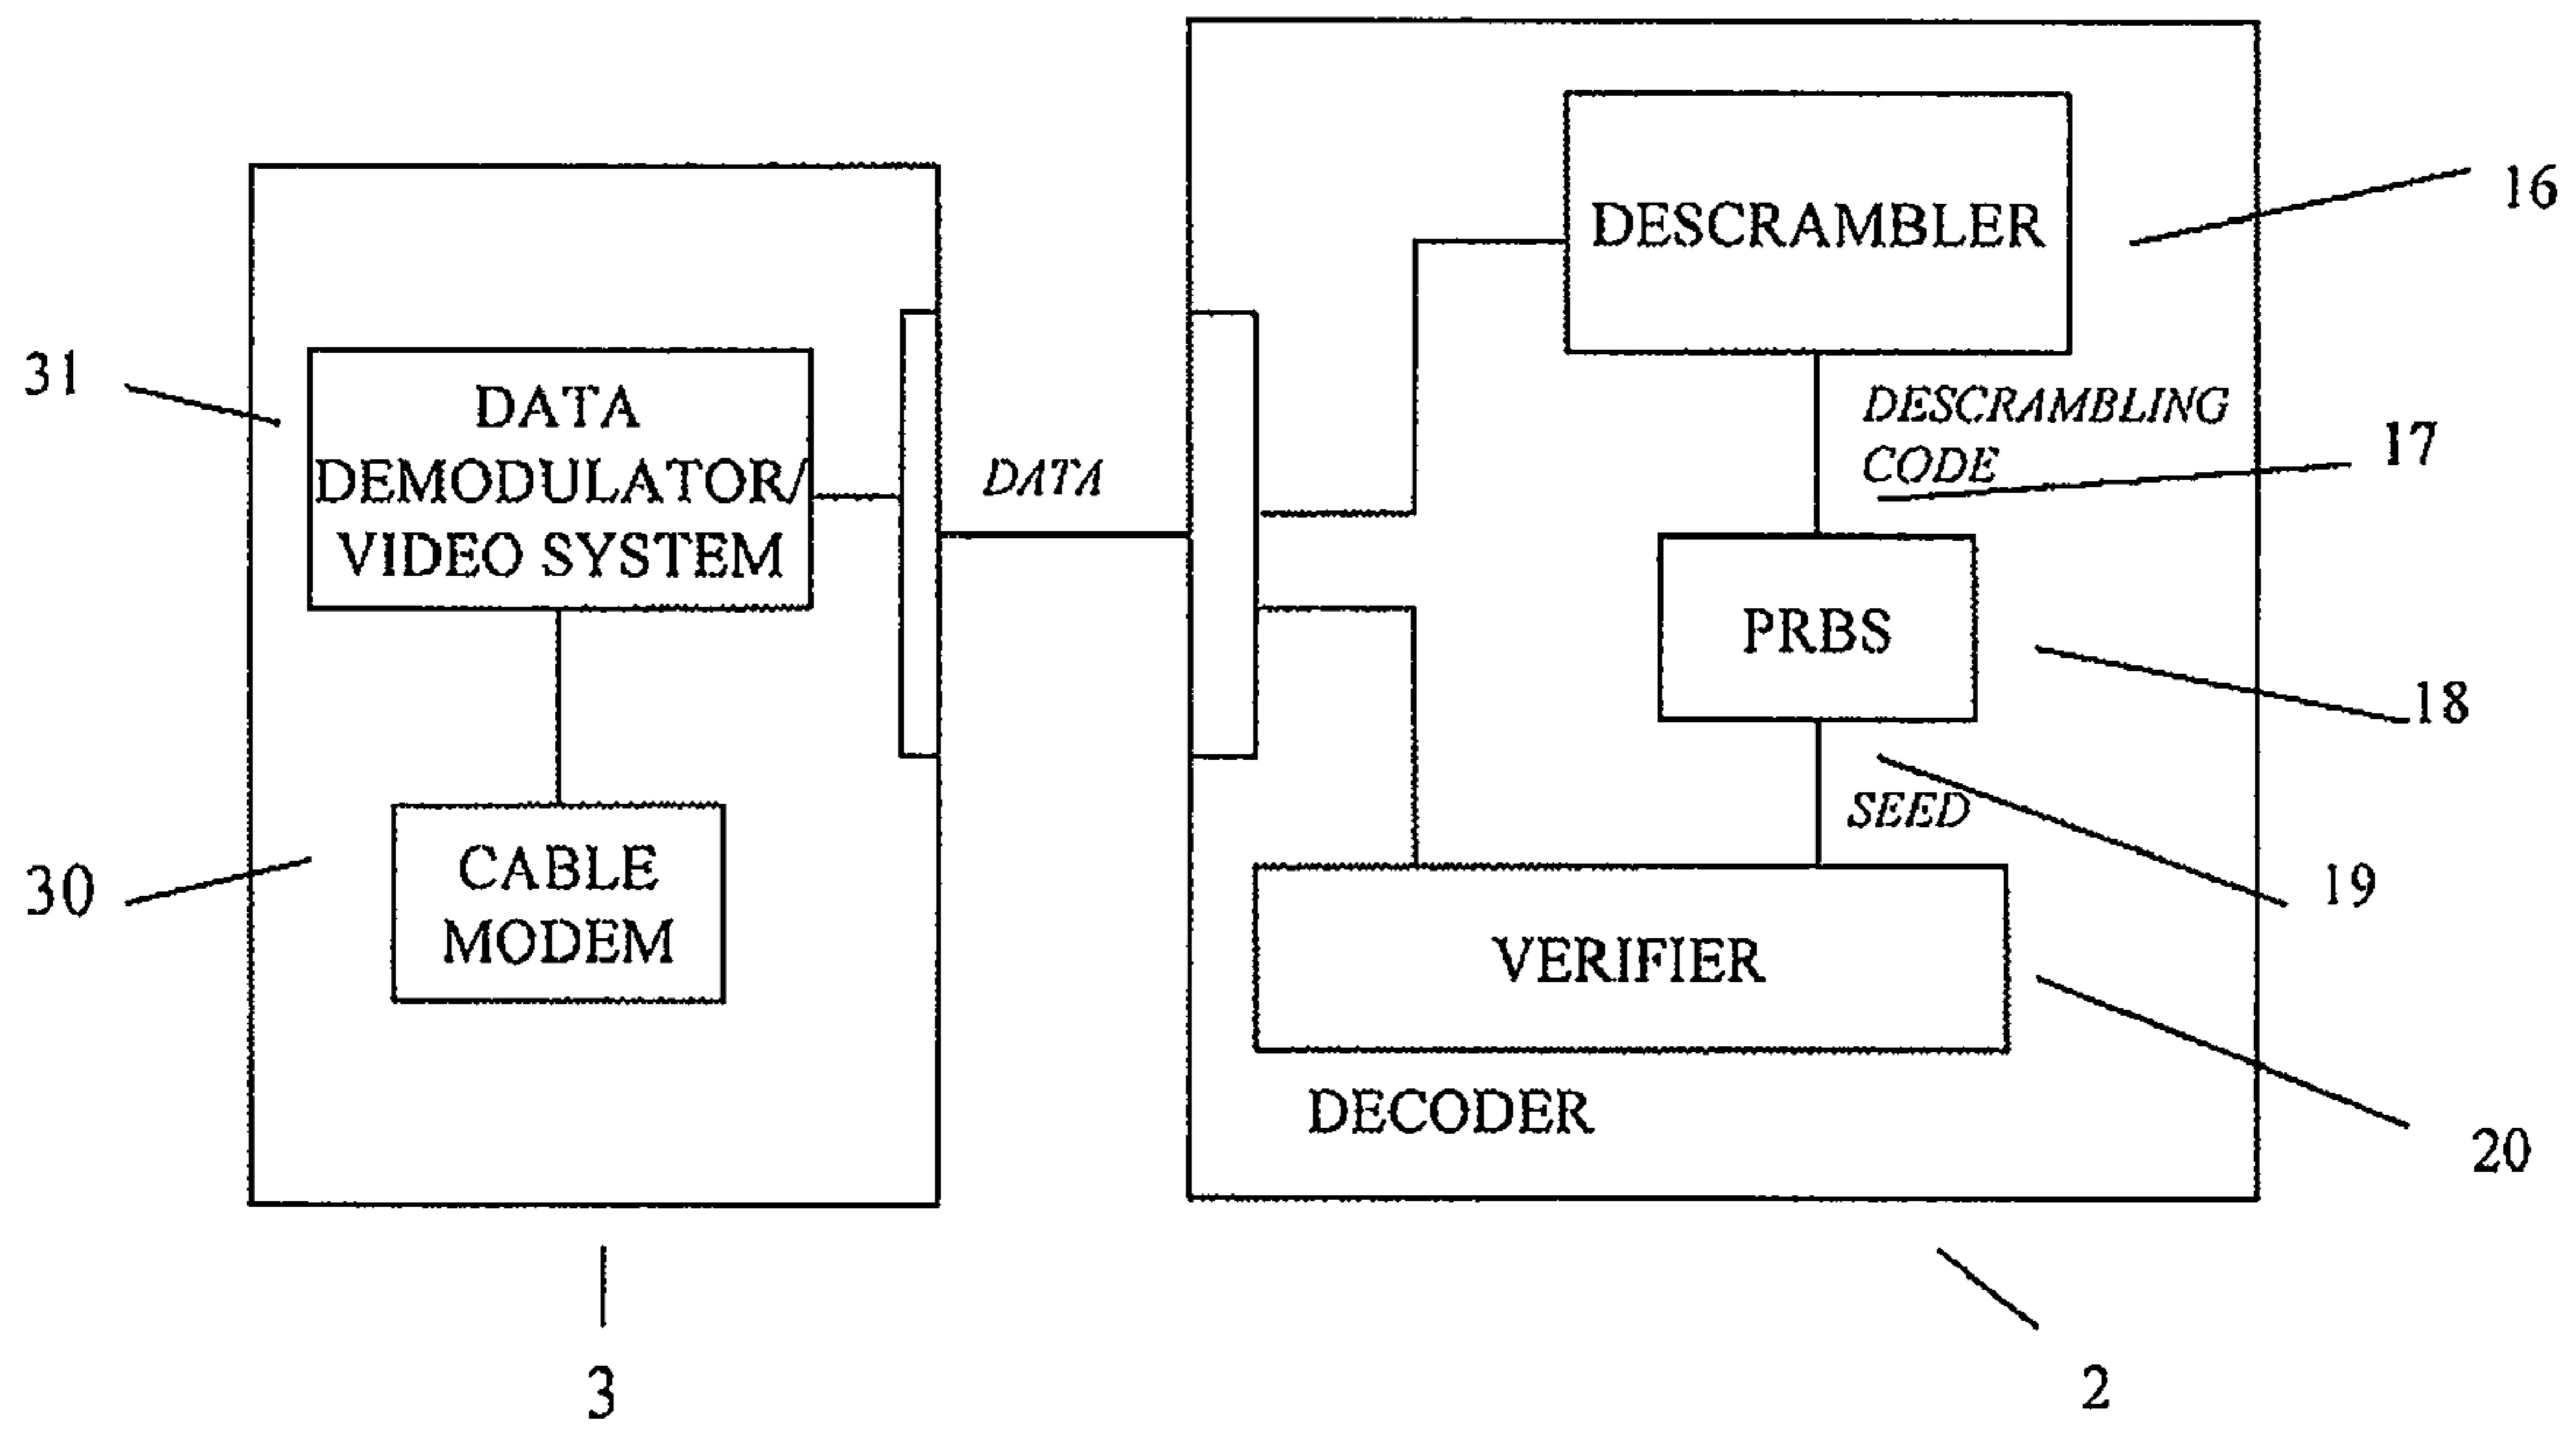 DESCRAMBLER
16
31
DATA
DEMODULATOR/
VIDEO SYSTEM
DATA
DESCRAMBLING
CODE
17
PRBS
18
SEED
19
30
CABLE
MODEM
VERIFIER
20
DECODER
3
2